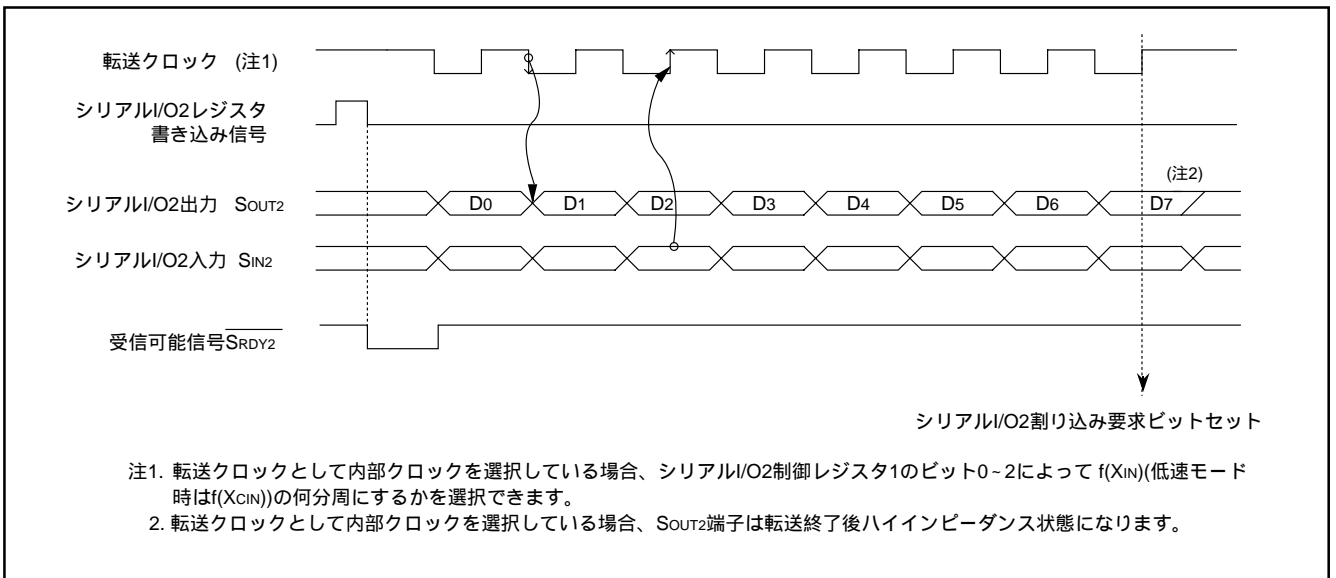 転送クロック (注1)
シリアルI/O2レジスタ
書き込み信号
(注2)
シリアルI/O2出力 SOUT2
D0 D1 D2 D3 D4 D5 D6 D7
シリアルI/O2入力 SIN2
受信可能信号SRDY2
シリアルI/O2割り込み要求ビットセット
注1. 転送クロックとして内部クロックを選択している場合、シリアルI/O2制御レジスタ1のビット0~2によって f(XIN)(低速モード
時はf(XCIN))の何分周にするかを選択できます。
2. 転送クロックとして内部クロックを選択している場合、SOUT2端子は転送終了後ハイインピーダンス状態になります。